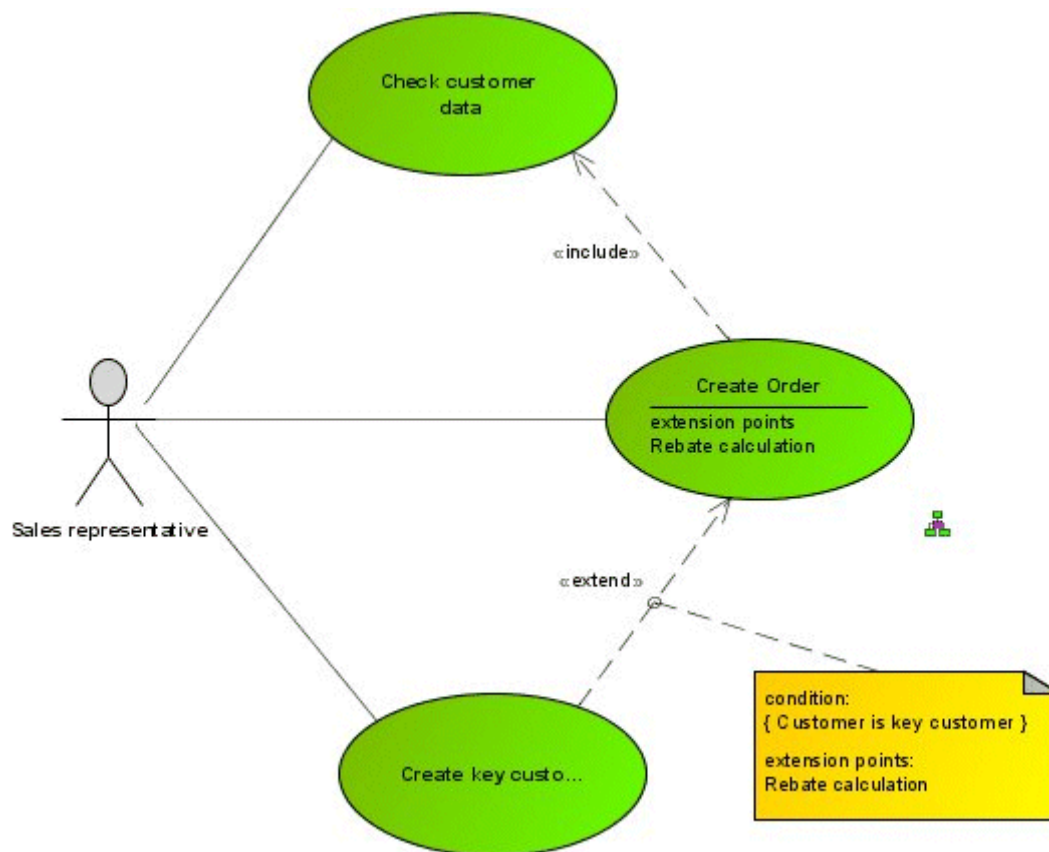 Check customer
data
«include»
Create Order
extension points
Rebate calculation
Sales representative
«extend»
condition:
{ Customer is key customer }
extension points:
Rebate calculation
Create key custo...